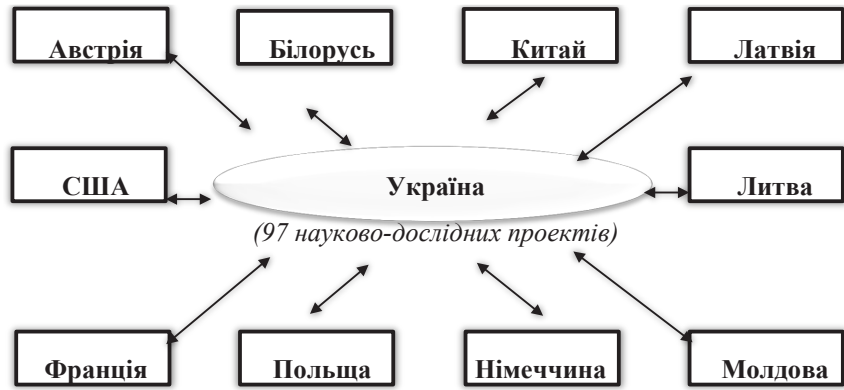 Австрія
Білорусь
Китай
Латвія
США
Україна
Литва
(97 науково-дослідних проектів)
Франція
Польща
Німеччина
Молдова